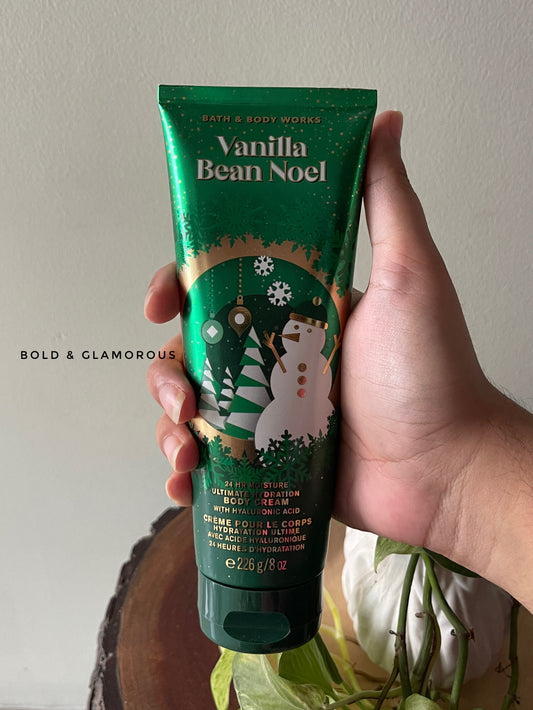 BATH & BODY WORKS
Vanilla
Bean Noel
BOLD & GLAMOROUS
24 HR MOISTURE
ULTIMATE HYDRATION
BODY CREAM
WITH HYALURONIC ACID
CRÈME POUR LE CORPS
HYDRATATION ULTIME
AVEC ACIDE HYALURONIQUE
24 HEURES D'HYDRATATION
e 226 g/8 OZ